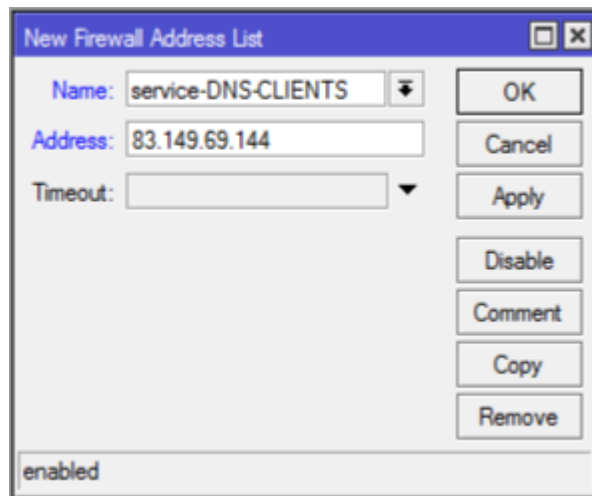 New Firewall Address List
Name: service-DNS-CLIENTS
OK
Address: 83.149.69.144
Cancel
Timeout:
Apply
Disable
Comment
Copy
Remove
enabled